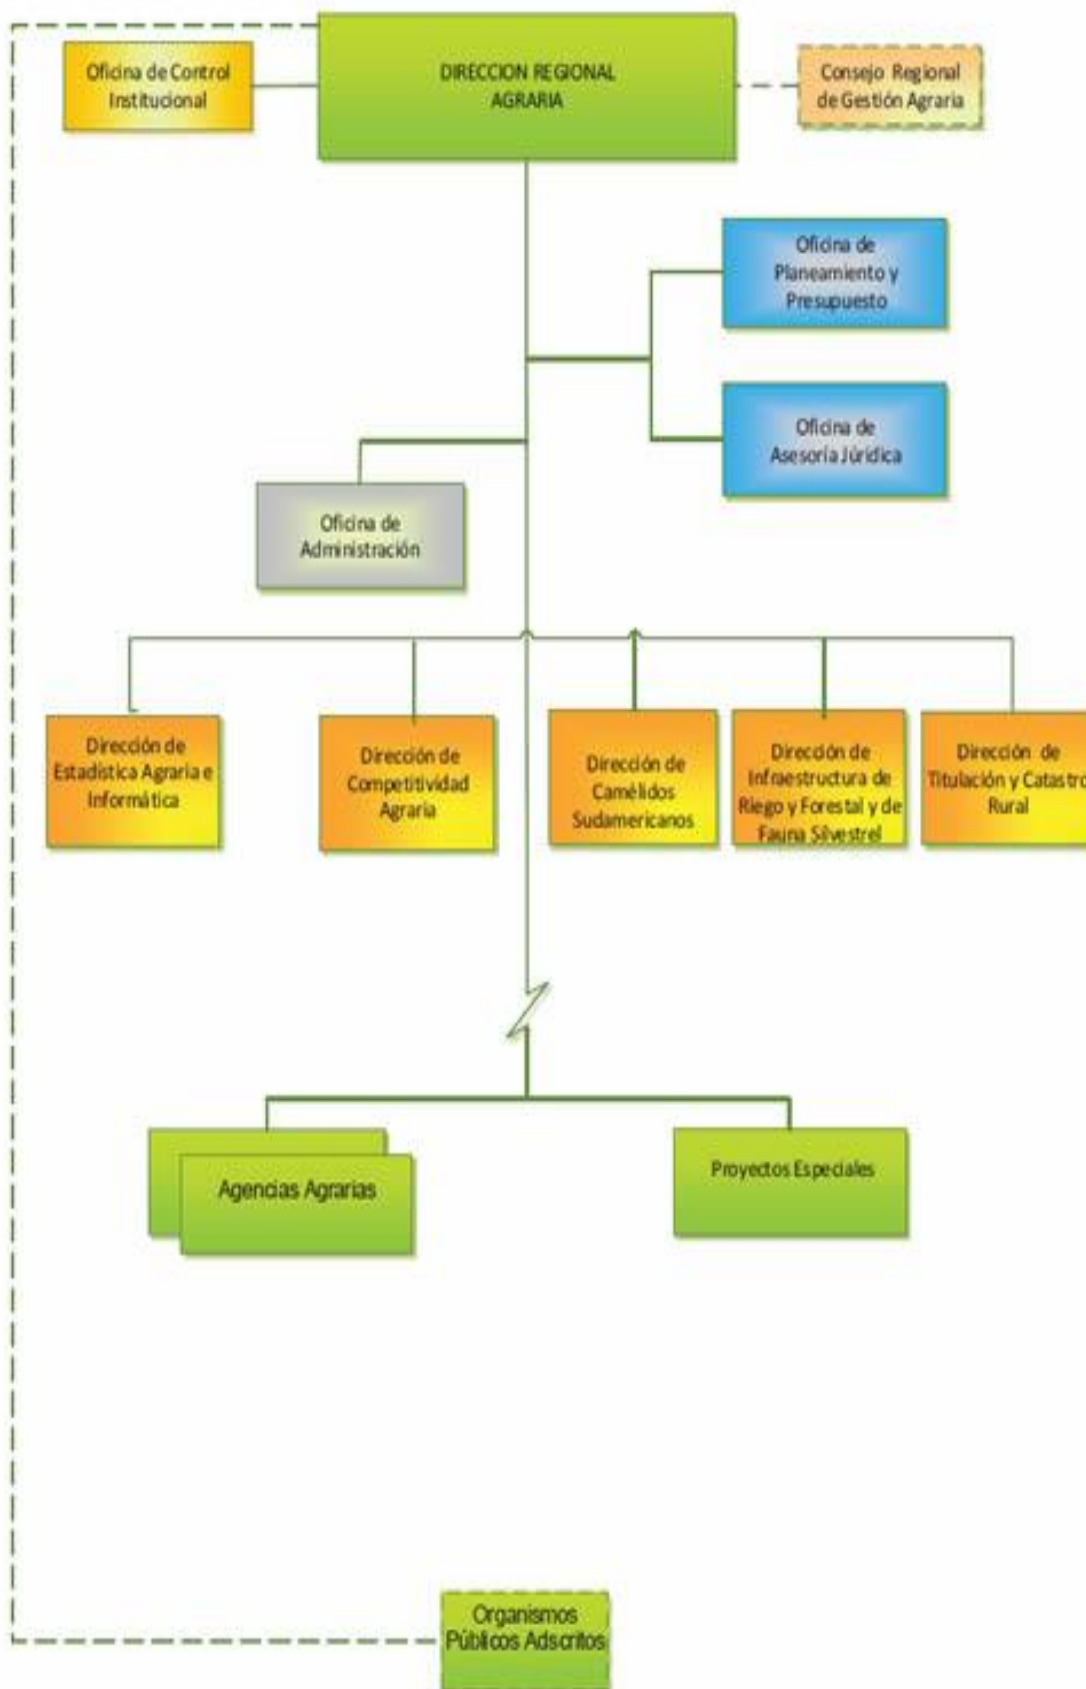 Oficina de Control
Institucional
DIRECCION REGIONAL
AGRARIA
Consejo Regional
de Gestión Agraria
Oficina de
Planeamiento y
Presupuesto
Oficina de
Asesoría Júridica
Oficina de
Administración
Dirección de
Estadística Agraria e
Informática
Dirección de
Competitividad
Agraria
Dirección de
Camélidos
Sudamericanos
Dirección de
Infraestructura de
Riego y Forestal y de
Fauna Silvestrel
Dirección de
Titulación y Catastro
Rural
Agencias Agrarias
Proyectos Especiales
Organismos
Públicos Adscritos